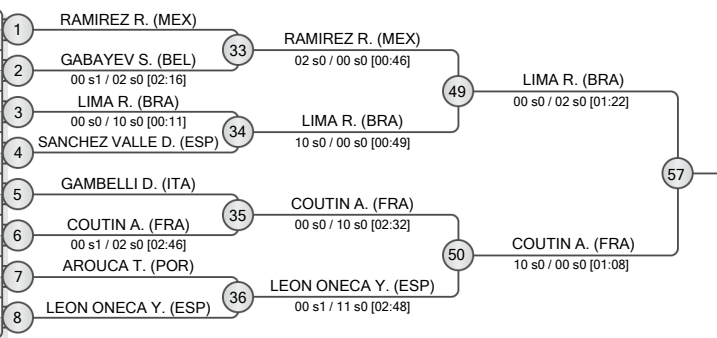 1
RAMIREZ R. (MEX)
33
RAMIREZ R. (MEX)
02 s0 / 00 s0 [00:46]
2
GABAYEV S. (BEL)
00 s1 / 02 s0 [02:16]
49
LIMA R. (BRA)
00 s0 / 02 s0 [01:22]
3
LIMA R. (BRA)
00 s0 / 10 s0 [00:11]
34
LIMA R. (BRA)
10 s0 / 00 s0 [00:49]
4
SANCHEZ VALLE D. (ESP)
57
5
GAMBELLI D. (ITA)
35
COUTIN A. (FRA)
00 s0 / 10 s0 [02:32]
6
COUTIN A. (FRA)
00 s1 / 02 s0 [02:46]
50
COUTIN A. (FRA)
10 s0 / 00 s0 [01:08]
7
AROUCA T. (POR)
36
LEON ONECA Y. (ESP)
00 s1 / 11 s0 [02:48]
8
LEON ONECA Y. (ESP)